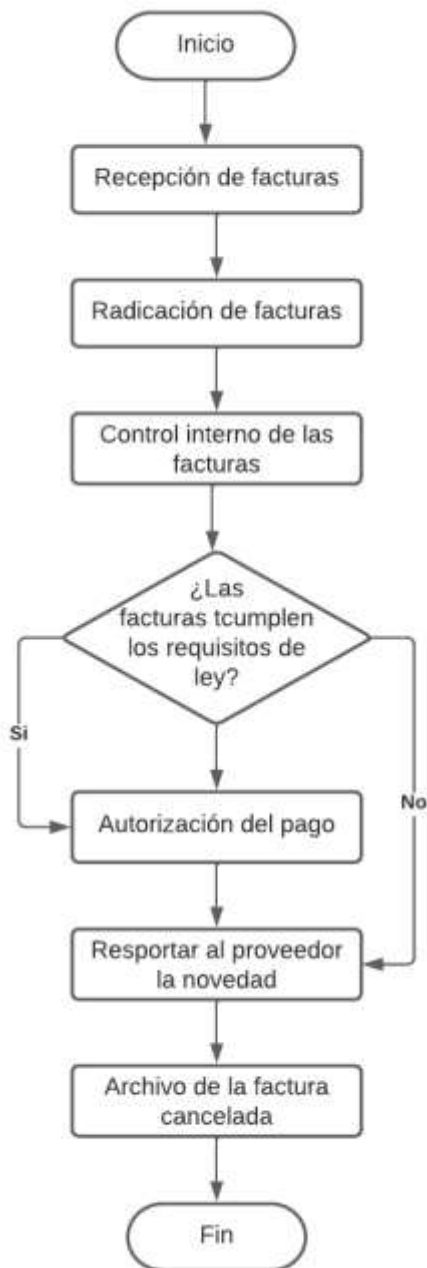 Inicio
Recepción de facturas
Radicación de facturas
Control interno de las
facturas
¿Las
facturas tcumplen
los requisitos de
ley?
Si
No
Autorización del pago
Resportar al proveedor
la novedad
Archivo de la factura
cancelada
Fin